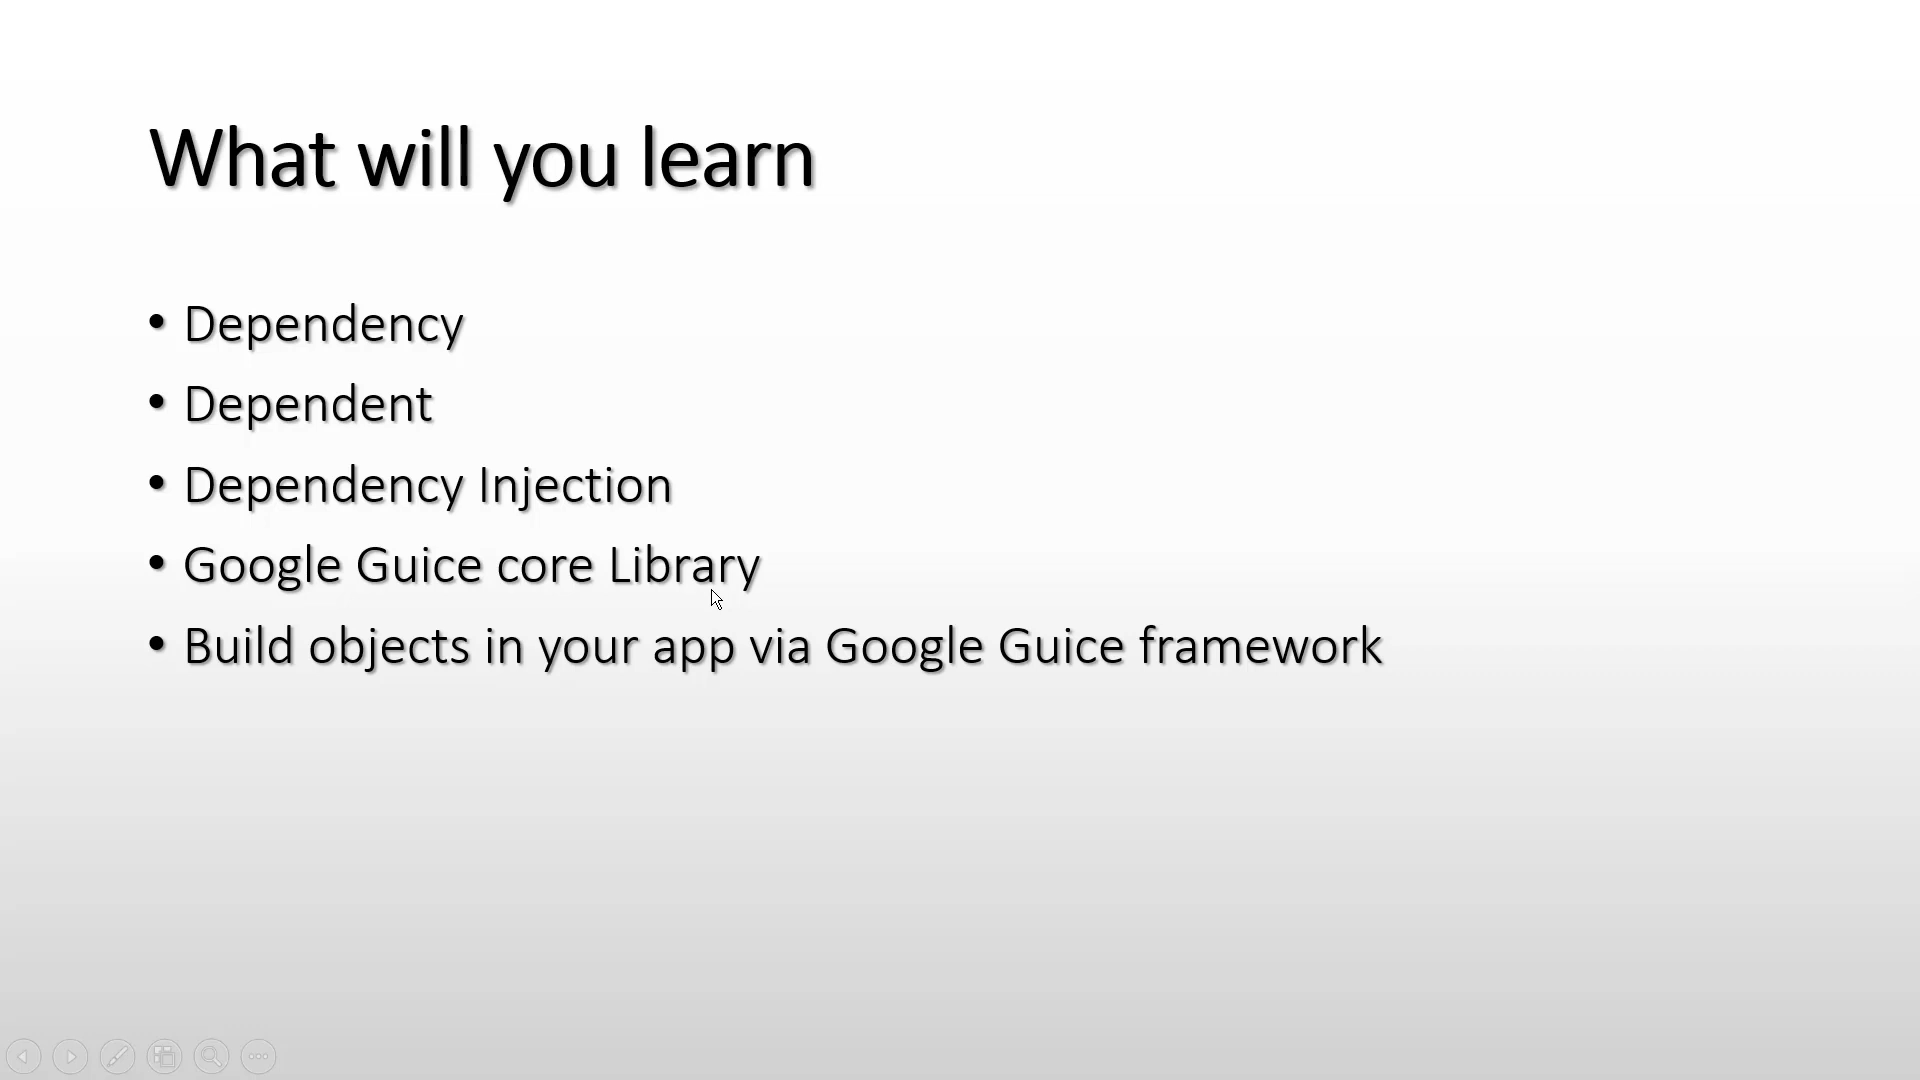 What will you learn
• Dependency
• Dependent
• Dependency Injection
• Google Guice core Library
• Build objects in your app via Google Guice framework